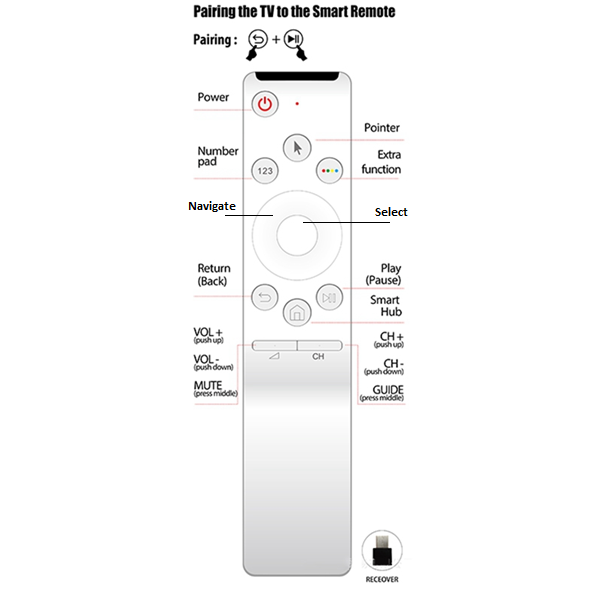 Pairing the TV to the Smart Remote
Pairing : +
Power
Pointer
Number
pad
Extra
function
123
Navigate
Select
Return
(Back)
Play
(Pause)
Smart
Hub
VOL +
(push up)
VOL -
(push down)
MUTE
(press middle)
CH +
(push up)
CH -
(push down)
GUIDE
(press middle)
CH
RECEOVER